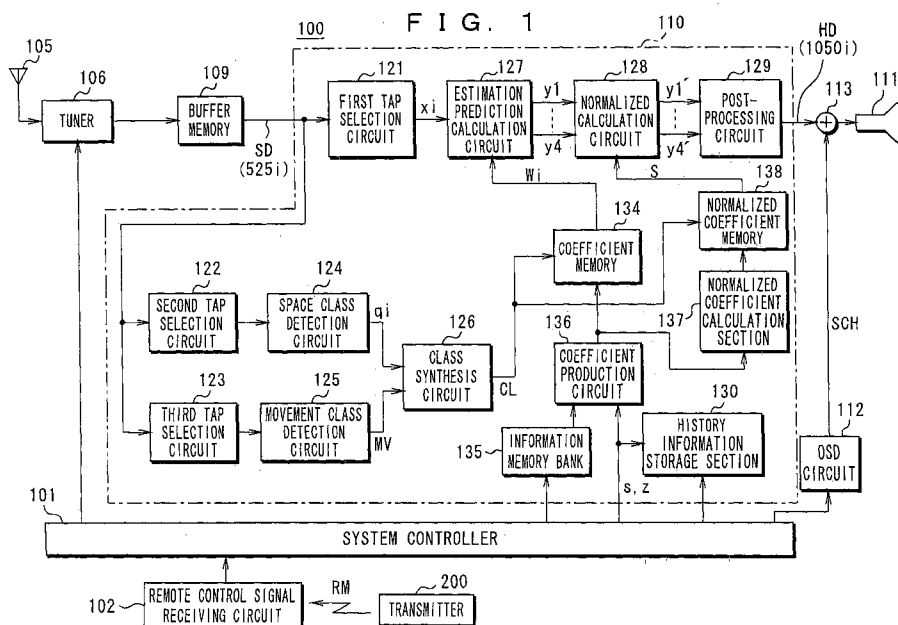 FIG. 1
100
110
HD
(1050i)
105
106
TUNER
109
BUFFER
MEMORY
SD
(525i)
121
FIRST TAP
SELECTION
CIRCUIT
xi
127
ESTIMATION
PREDICTION
CALCULATION
CIRCUIT
y1
y4
128
NORMALIZED
CALCULATION
CIRCUIT
y1´
y4´
129
POST-
PROCESSING
CIRCUIT
113
111
Wi
S
134
COEFFICIENT
MEMORY
138
NORMALIZED
COEFFICIENT
MEMORY
122
SECOND TAP
SELECTION
CIRCUIT
124
SPACE CLASS
DETECTION
CIRCUIT
qi
126
CLASS
SYNTHESIS
CIRCUIT
CL
136
COEFFICIENT
PRODUCTION
CIRCUIT
137
NORMALIZED
COEFFICIENT
CALCULATION
SECTION
SCH
123
THIRD TAP
SELECTION
CIRCUIT
125
MOVEMENT CLASS
DETECTION
CIRCUIT
MV
135
INFORMATION
MEMORY BANK
s,z
130
HISTORY
INFORMATION
STORAGE SECTION
112
OSD
CIRCUIT
101
SYSTEM CONTROLLER
102
REMOTE CONTROL SIGNAL
RECEIVING CIRCUIT
RM
200
TRANSMITTER